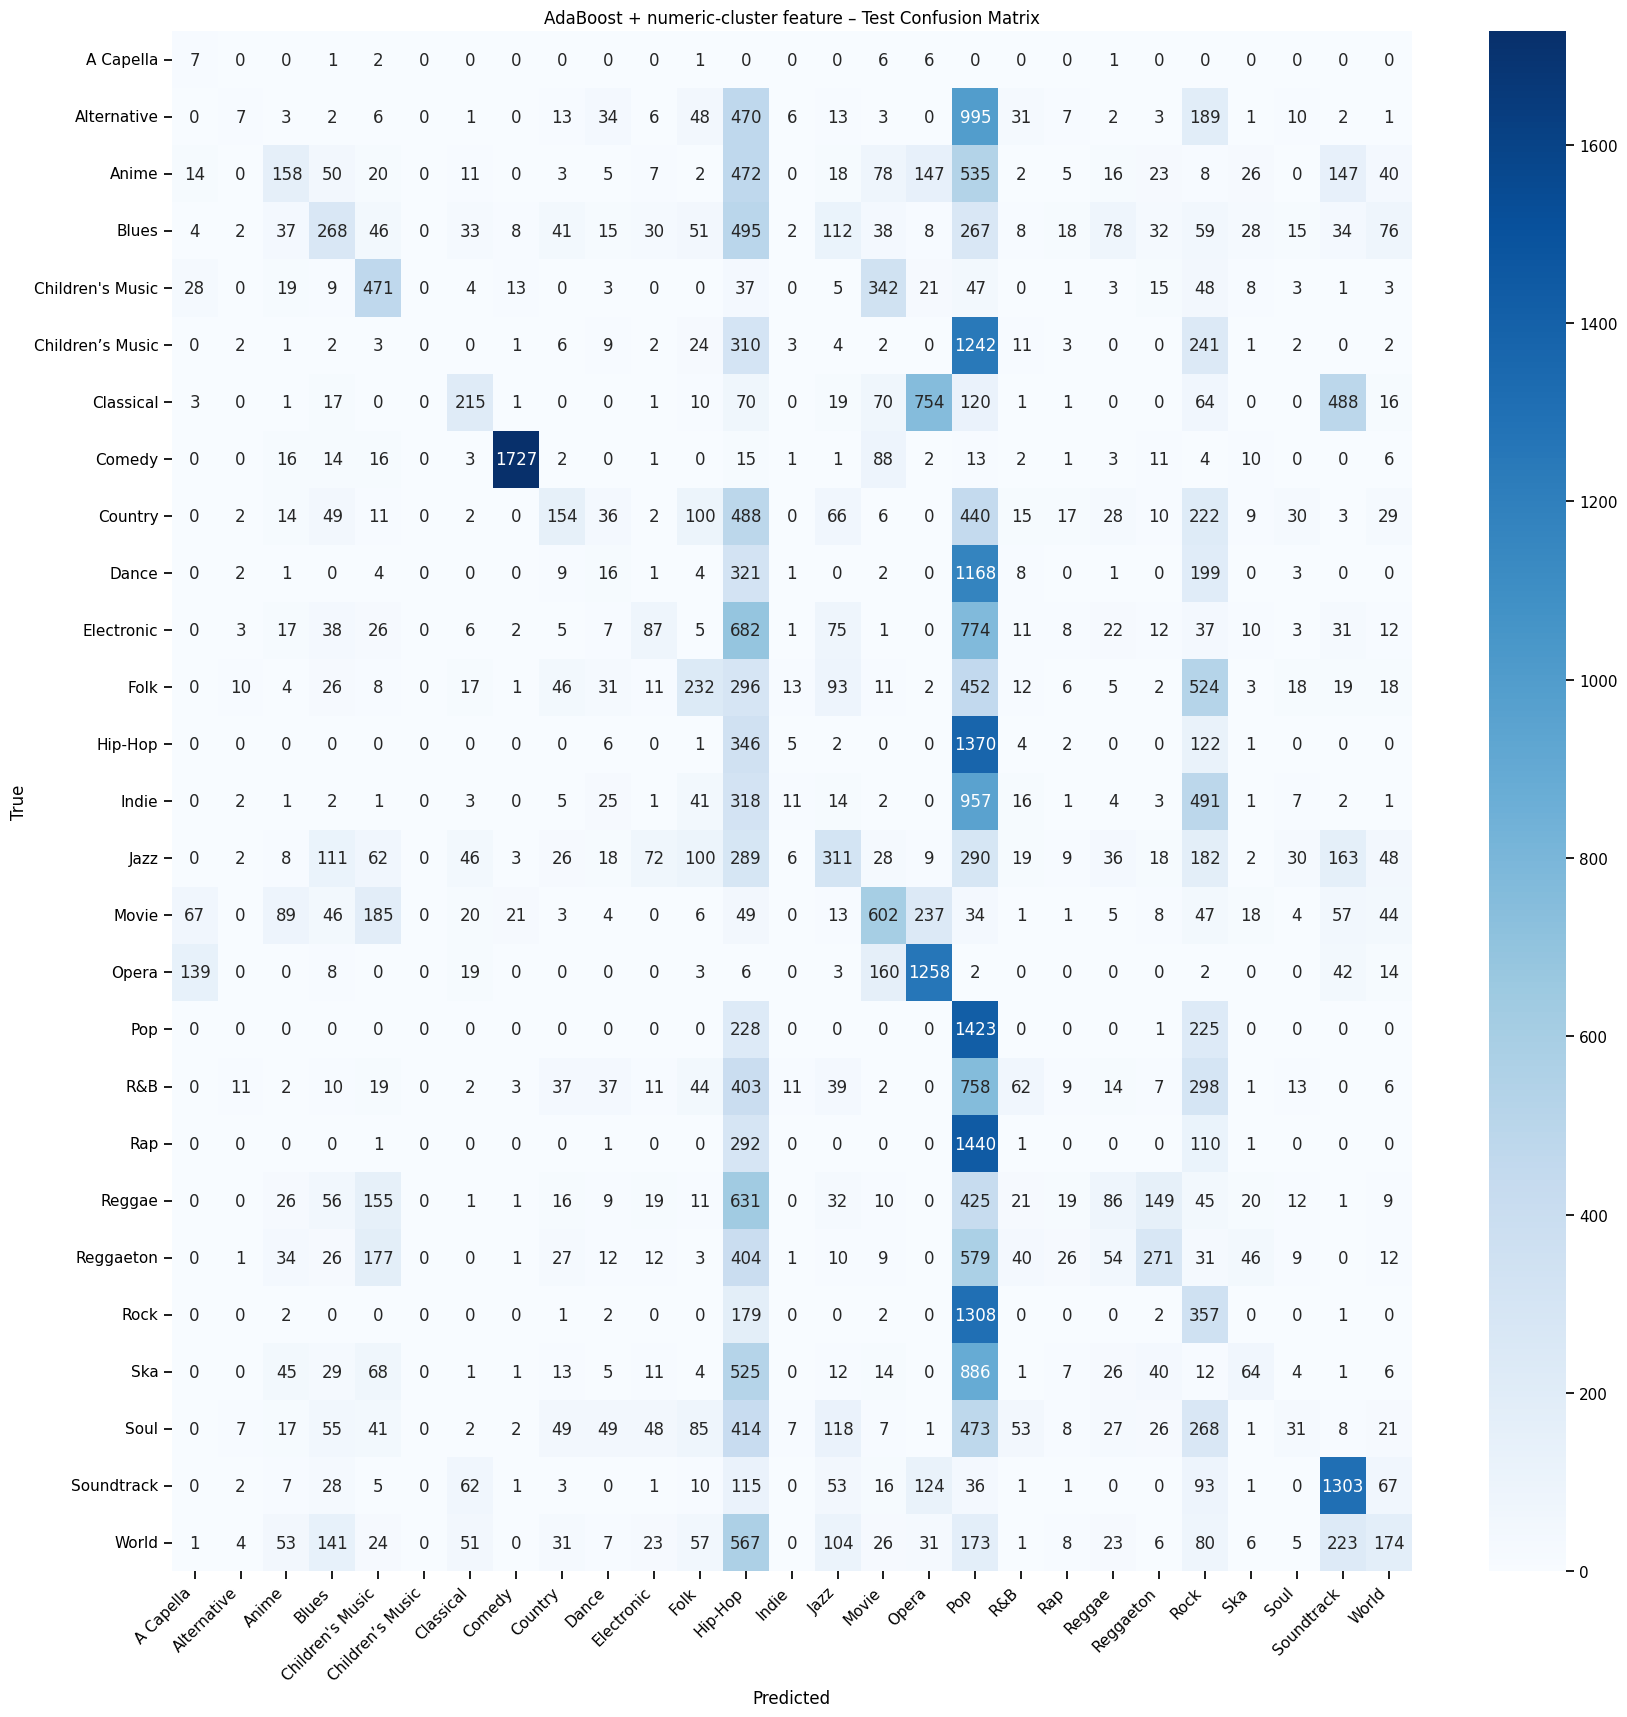 AdaBoost + numeric-cluster feature – Test Confusion Matrix
True
A Capella 7 0 0 1 2 0 0 0 0 0 0 1 0 0 0 6 6 0 0 0 1 0 0 0 0 0 0
Alternative 0 7 3 2 6 0 1 0 13 34 6 48 470 6 13 3 0 995 31 7 2 3 189 1 10 2 1
Anime 14 0 158 50 20 0 11 0 3 5 7 2 472 0 18 78 147 535 2 5 16 23 8 26 0 147 40
Blues 4 2 37 268 46 0 33 8 41 15 30 51 495 2 112 38 8 267 8 18 78 32 59 28 15 34 76
Children's Music 28 0 19 9 471 0 4 13 0 3 0 0 37 0 5 342 21 47 0 1 3 15 48 8 3 1 3
Children’s Music 0 2 1 2 3 0 0 1 6 9 2 24 310 3 4 2 0 1242 11 3 0 0 241 1 2 0 2
Classical 3 0 1 17 0 0 215 1 0 0 1 10 70 0 19 70 754 120 1 1 0 0 64 0 0 488 16
Comedy 0 0 16 14 16 0 3 1727 2 0 1 0 15 1 1 88 2 13 2 1 3 11 4 10 0 0 6
Country 0 2 14 49 11 0 2 0 154 36 2 100 488 0 66 6 0 440 15 17 28 10 222 9 30 3 29
Dance 0 2 1 0 4 0 0 0 9 16 1 4 321 1 0 2 0 1168 8 0 1 0 199 0 3 0 0
Electronic 0 3 17 38 26 0 6 2 5 7 87 5 682 1 75 1 0 774 11 8 22 12 37 10 3 31 12
Folk 0 10 4 26 8 0 17 1 46 31 11 232 296 13 93 11 2 452 12 6 5 2 524 3 18 19 18
Hip-Hop 0 0 0 0 0 0 0 0 0 6 0 1 346 5 2 0 0 1370 4 2 0 0 122 1 0 0 0
Indie 0 2 1 2 1 0 3 0 5 25 1 41 318 11 14 2 0 957 16 1 4 3 491 1 7 2 1
Jazz 0 2 8 111 62 0 46 3 26 18 72 100 289 6 311 28 9 290 19 9 36 18 182 2 30 163 48
Movie 67 0 89 46 185 0 20 21 3 4 0 6 49 0 13 602 237 34 1 1 5 8 47 18 4 57 44
Opera 139 0 0 8 0 0 19 0 0 0 0 3 6 0 3 160 1258 2 0 0 0 0 2 0 0 42 14
Pop 0 0 0 0 0 0 0 0 0 0 0 0 228 0 0 0 0 1423 0 0 0 1 225 0 0 0 0
R&B 0 11 2 10 19 0 2 3 37 37 11 44 403 11 39 2 0 758 62 9 14 7 298 1 13 0 6
Rap 0 0 0 0 1 0 0 0 0 1 0 0 292 0 0 0 0 1440 1 0 0 0 110 1 0 0 0
Reggae 0 0 26 56 155 0 1 1 16 9 19 11 631 0 32 10 0 425 21 19 86 149 45 20 12 1 9
Reggaeton 0 1 34 26 177 0 0 1 27 12 12 3 404 1 10 9 0 579 40 26 54 271 31 46 9 0 12
Rock 0 0 2 0 0 0 0 0 1 2 0 0 179 0 0 2 0 1308 0 0 0 2 357 0 0 1 0
Ska 0 0 45 29 68 0 1 1 13 5 11 4 525 0 12 14 0 886 1 7 26 40 12 64 4 1 6
Soul 0 7 17 55 41 0 2 2 49 49 48 85 414 7 118 7 1 473 53 8 27 26 268 1 31 8 21
Soundtrack 0 2 7 28 5 0 62 1 3 0 1 10 115 0 53 16 124 36 1 1 0 0 93 1 0 1303 67
World 1 4 53 141 24 0 51 0 31 7 23 57 567 0 104 26 31 173 1 8 23 6 80 6 5 223 174
A Capella Alternative Anime Blues Children's Music Children’s Music Classical Comedy Country Dance Electronic Folk Hip-Hop Indie Jazz Movie Opera Pop R&B Rap Reggae Reggaeton Rock Ska Soul Soundtrack World
Predicted
1600
1400
1200
1000
800
600
400
200
0